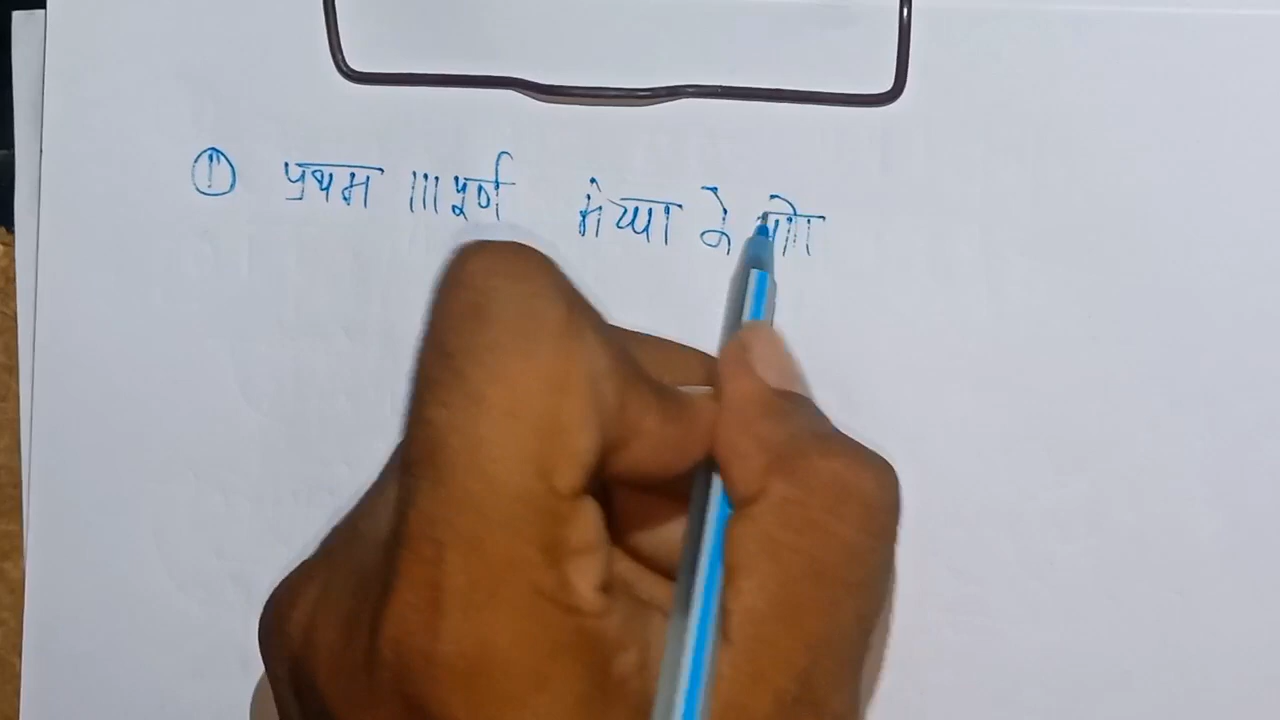 ① प्रथम 111 पूर्ण संख्या के योग